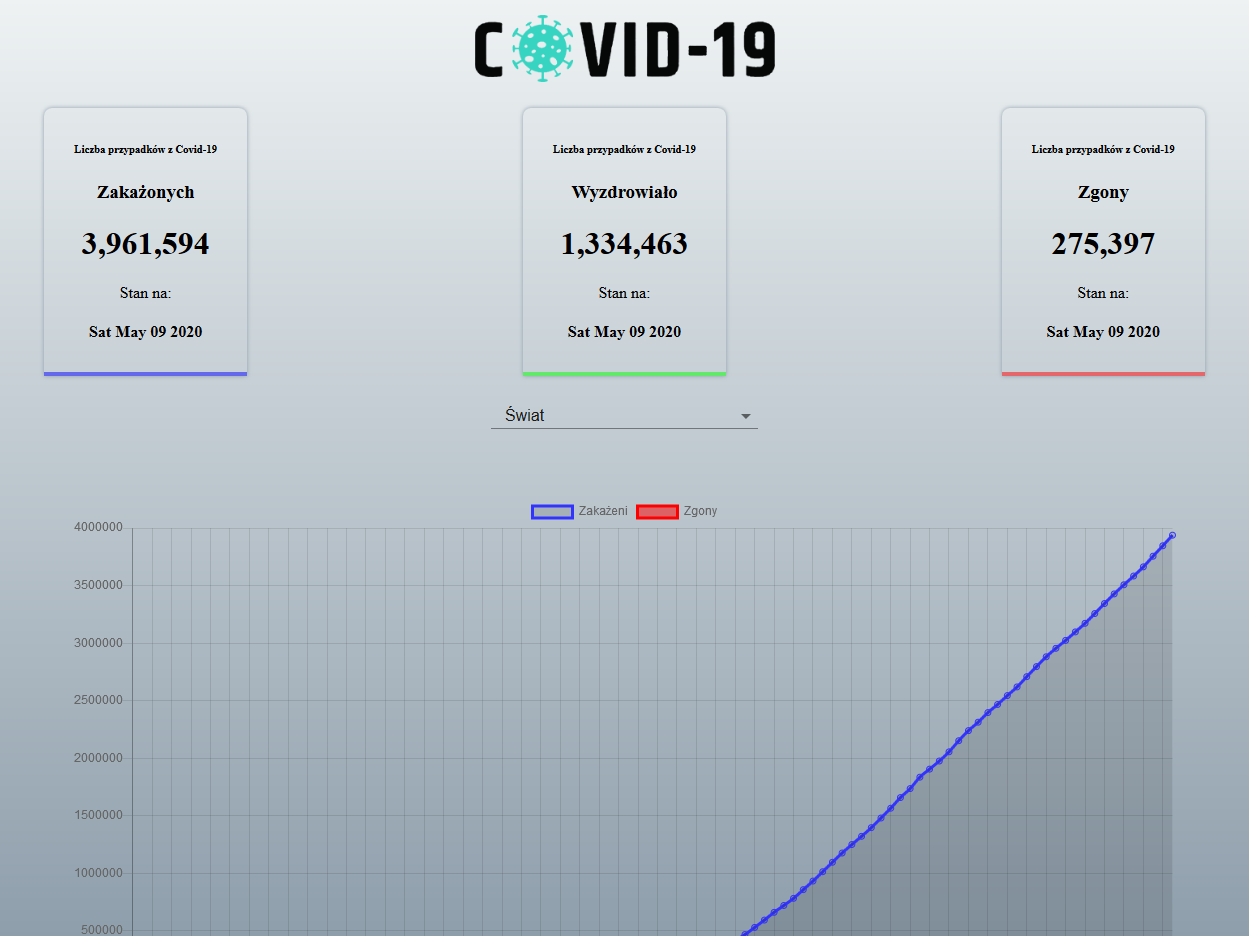 COVID-19
Liczba przypadków z Covid-19
Zakażonych
3,961,594
Stan na:
Sat May 09 2020
Liczba przypadków z Covid-19
Wyzdrowiało
1,334,463
Stan na:
Sat May 09 2020
Liczba przypadków z Covid-19
Zgony
275,397
Stan na:
Sat May 09 2020
Świat
Zakażeni Zgony
4000000
3500000
3000000
2500000
2000000
1500000
1000000
500000